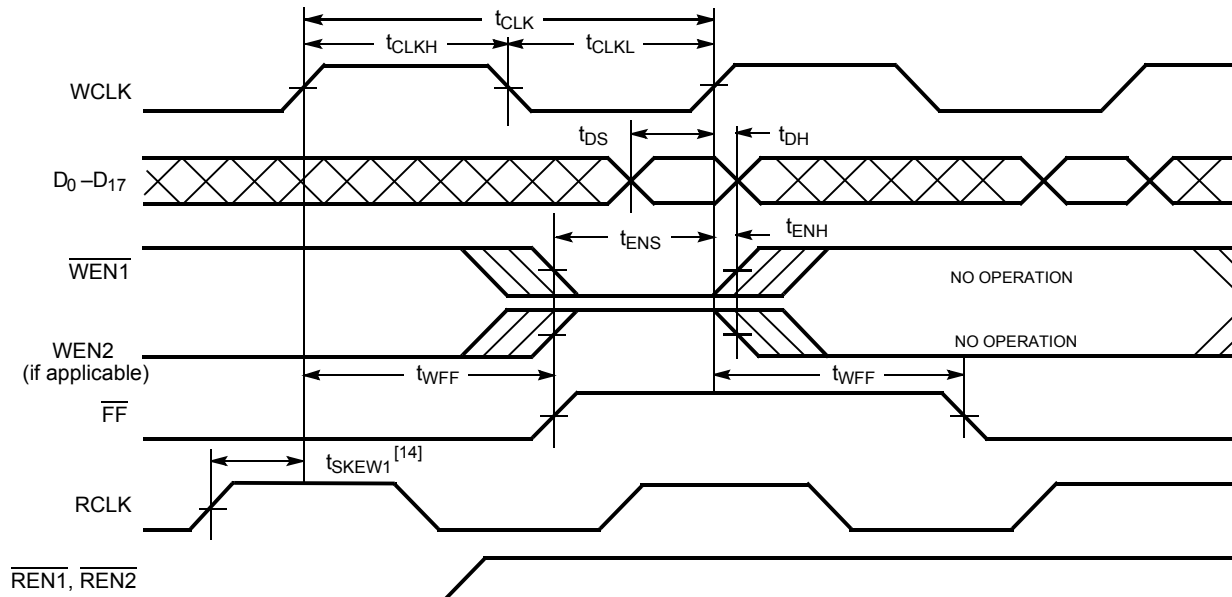 tCLK
tCLKH
tCLKL
WCLK
tDS
tDH
D0 –D17
tENS
tENH
WEN1
NO OPERATION
WEN2
(if applicable)
NO OPERATION
tWFF
tWFF
FF
tSKEW1 [14]
RCLK
REN1, REN2